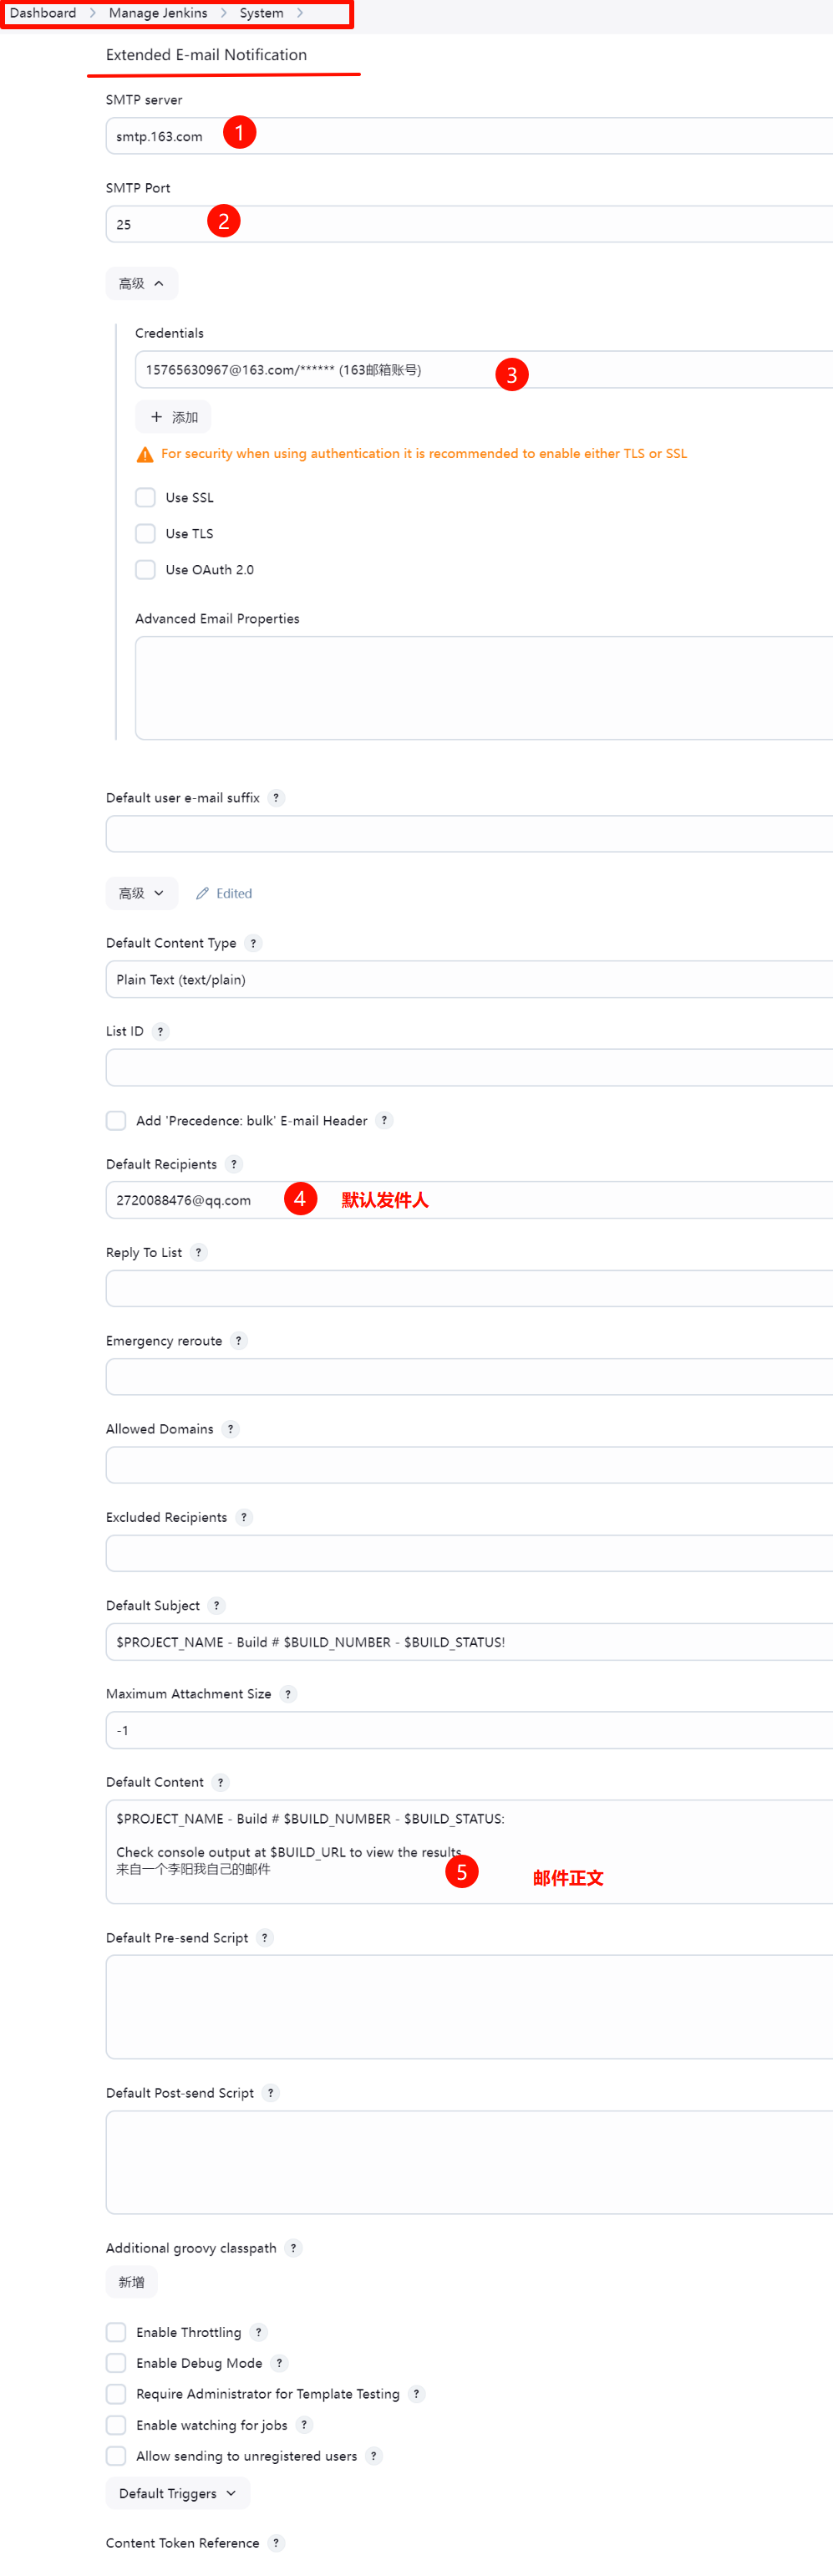 Dashboard > Manage Jenkins > System >
Extended E-mail Notification
SMTP server
smtp.163.com 1
SMTP Port
25 2
高级
Credentials
15765630967@163.com/****** (163邮箱账号) 3
+ 添加
For security when using authentication it is recommended to enable either TLS or SSL
Use SSL
Use TLS
Use OAuth 2.0
Advanced Email Properties
Default user e-mail suffix ?
高级 Edited
Default Content Type ?
Plain Text (text/plain)
List ID ?
Add 'Precedence: bulk' E-mail Header ?
Default Recipients ?
2720088476@qq.com 4 默认发件人
Reply To List ?
Emergency reroute ?
Allowed Domains ?
Excluded Recipients ?
Default Subject ?
$PROJECT_NAME - Build # $BUILD_NUMBER - $BUILD_STATUS!
Maximum Attachment Size ?
-1
Default Content ?
$PROJECT_NAME - Build # $BUILD_NUMBER - $BUILD_STATUS:
Check console output at $BUILD_URL to view the results
来自一个李阳我自己的邮件 5 邮件正文
Default Pre-send Script ?
Default Post-send Script ?
Additional groovy classpath ?
新增
Enable Throttling ?
Enable Debug Mode ?
Require Administrator for Template Testing ?
Enable watching for jobs ?
Allow sending to unregistered users ?
Default Triggers
Content Token Reference ?